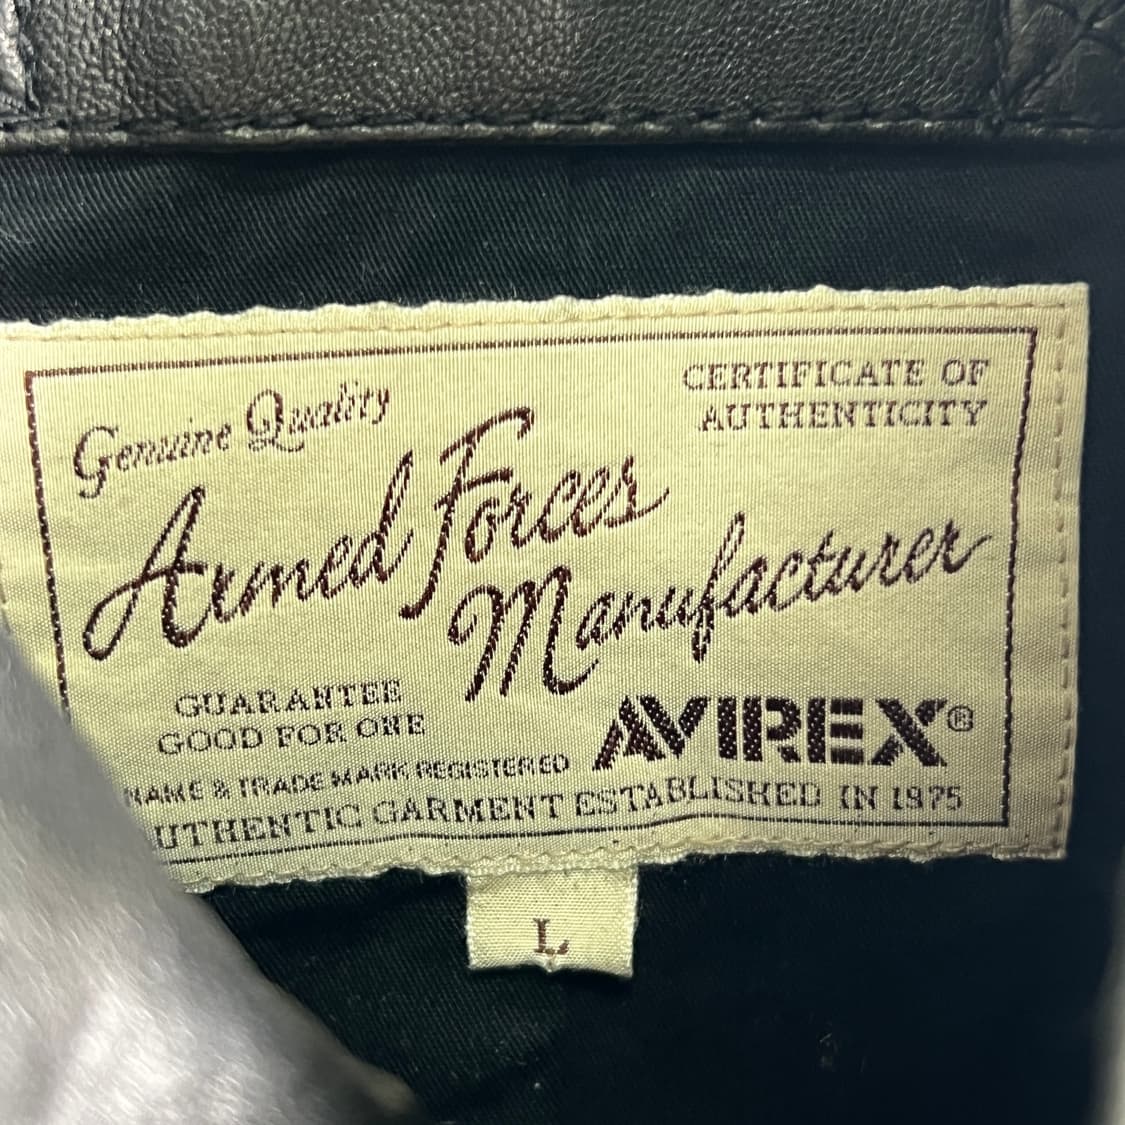 Genuine Quality
CERTIFICATE OF
AUTHENTICITY
Armed Forces
Manufacturer
GUARANTEE
GOOD FOR ONE
AVIREX®
NAME & TRADE MARK REGISTERED
UTHENTIC GARMENT ESTABLISHED IN 1975
L